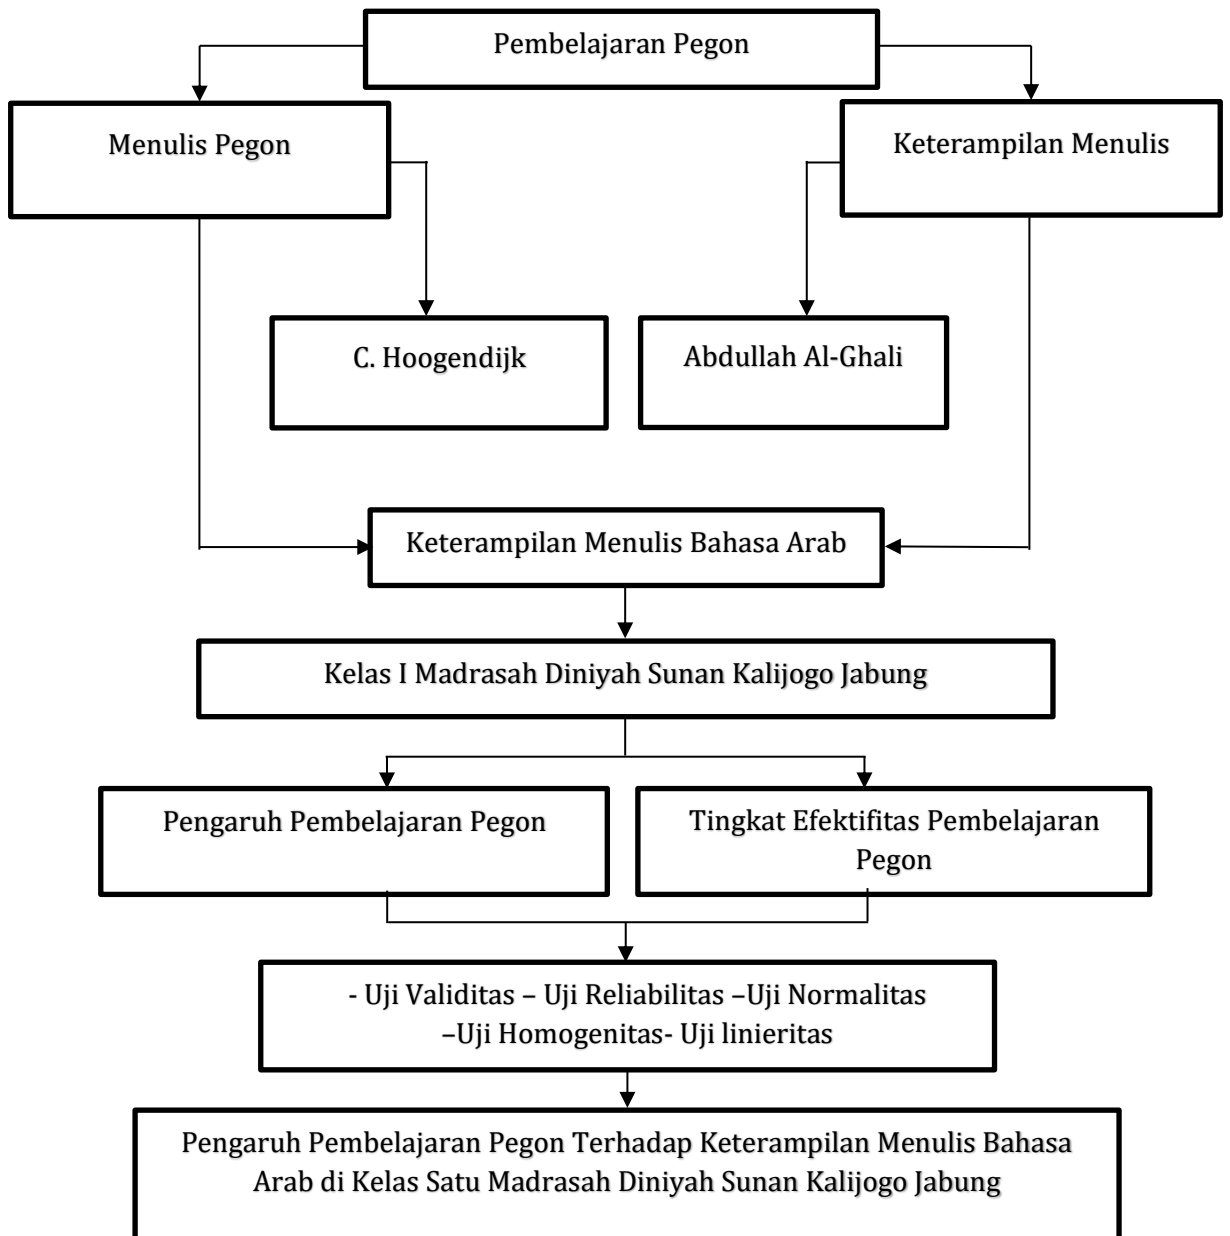 Pembelajaran Pegon
Menulis Pegon
Keterampilan Menulis
C. Hoogendijk
Abdullah Al-Ghali
Keterampilan Menulis Bahasa Arab
Kelas I Madrasah Diniyah Sunan Kalijogo Jabung
Pengaruh Pembelajaran Pegon
Tingkat Efektifitas Pembelajaran
Pegon
- Uji Validitas – Uji Reliabilitas –Uji Normalitas
–Uji Homogenitas- Uji linieritas
Pengaruh Pembelajaran Pegon Terhadap Keterampilan Menulis Bahasa
Arab di Kelas Satu Madrasah Diniyah Sunan Kalijogo Jabung